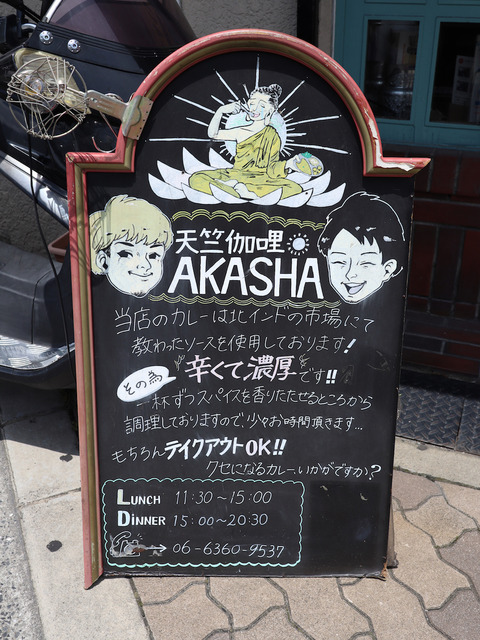 天竺伽哩
AKASHA
当店のカレーは北インドの市場にて
教わったソースを使用しております!
その為
辛くて濃厚です!!
一杯ずつスパイスを香りたたせるところから
調理しておりますので、少々お時間頂きます...
もちろんテイクアウトOK!!
クセになるカレーいかがですか?
LUNCH 11:30~15:00
DINNER 15:00~20:30
06-6360-9537